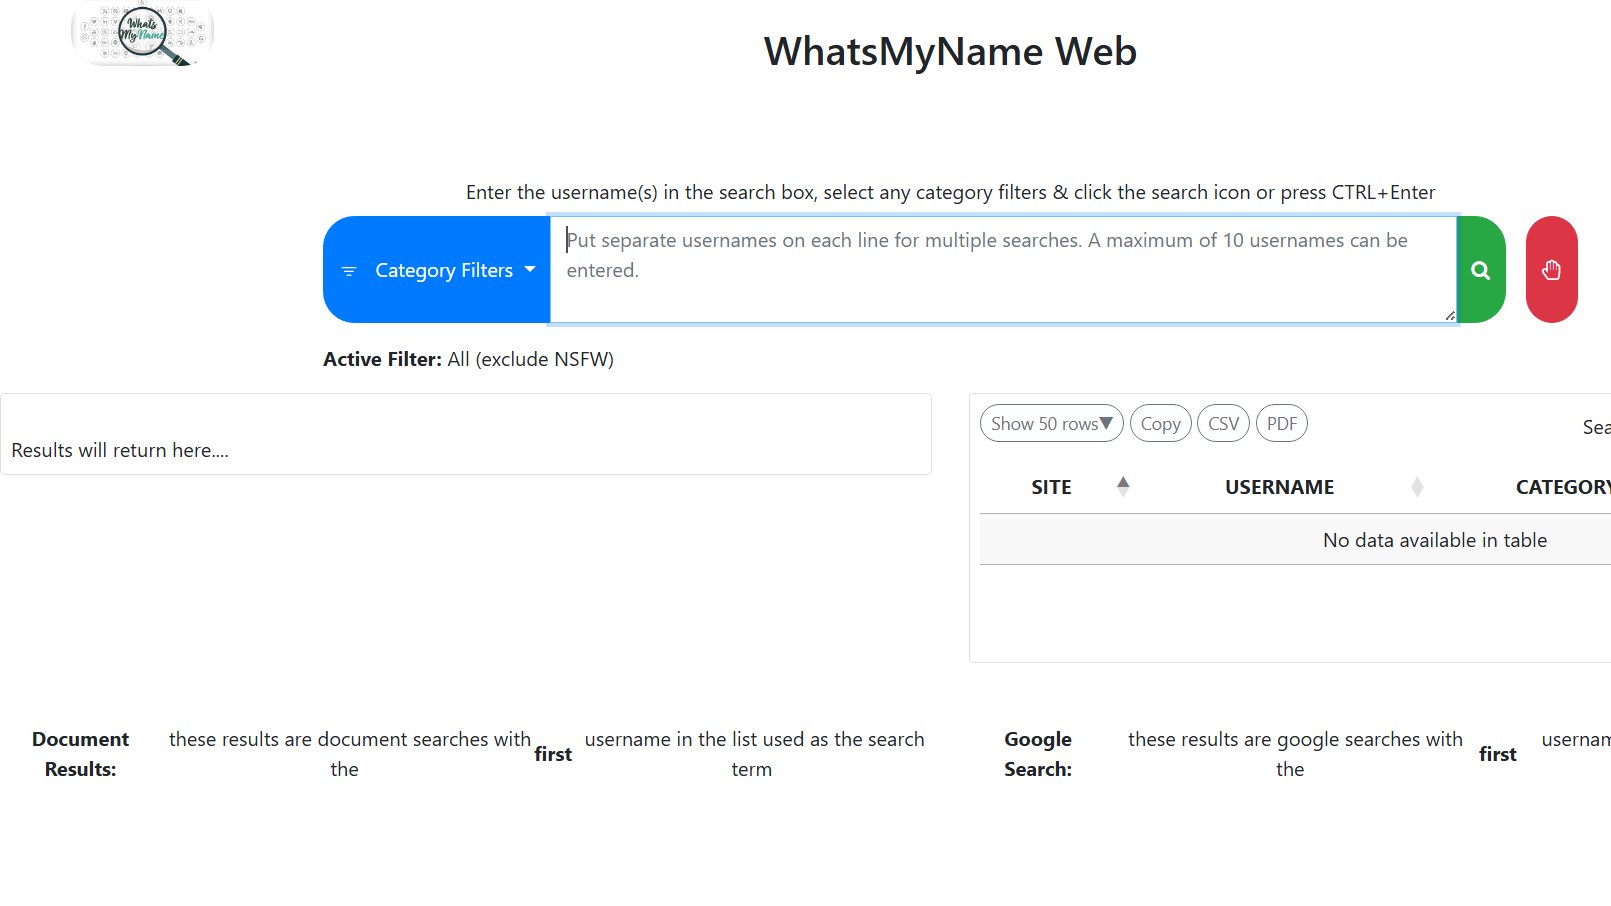 Whats
MyName
WhatsMyName Web
Enter the username(s) in the search box, select any category filters & click the search icon or press CTRL+Enter
Category Filters
Put separate usernames on each line for multiple searches. A maximum of 10 usernames can be
entered.
Active Filter: All (exclude NSFW)
Results will return here....
Show 50 rows▼ Copy CSV PDF
Sea
SITE USERNAME CATEGORY
No data available in table
Document
Results:
these results are document searches with
the
first
username in the list used as the search
term
Google
Search:
these results are google searches with
the
first
usernam